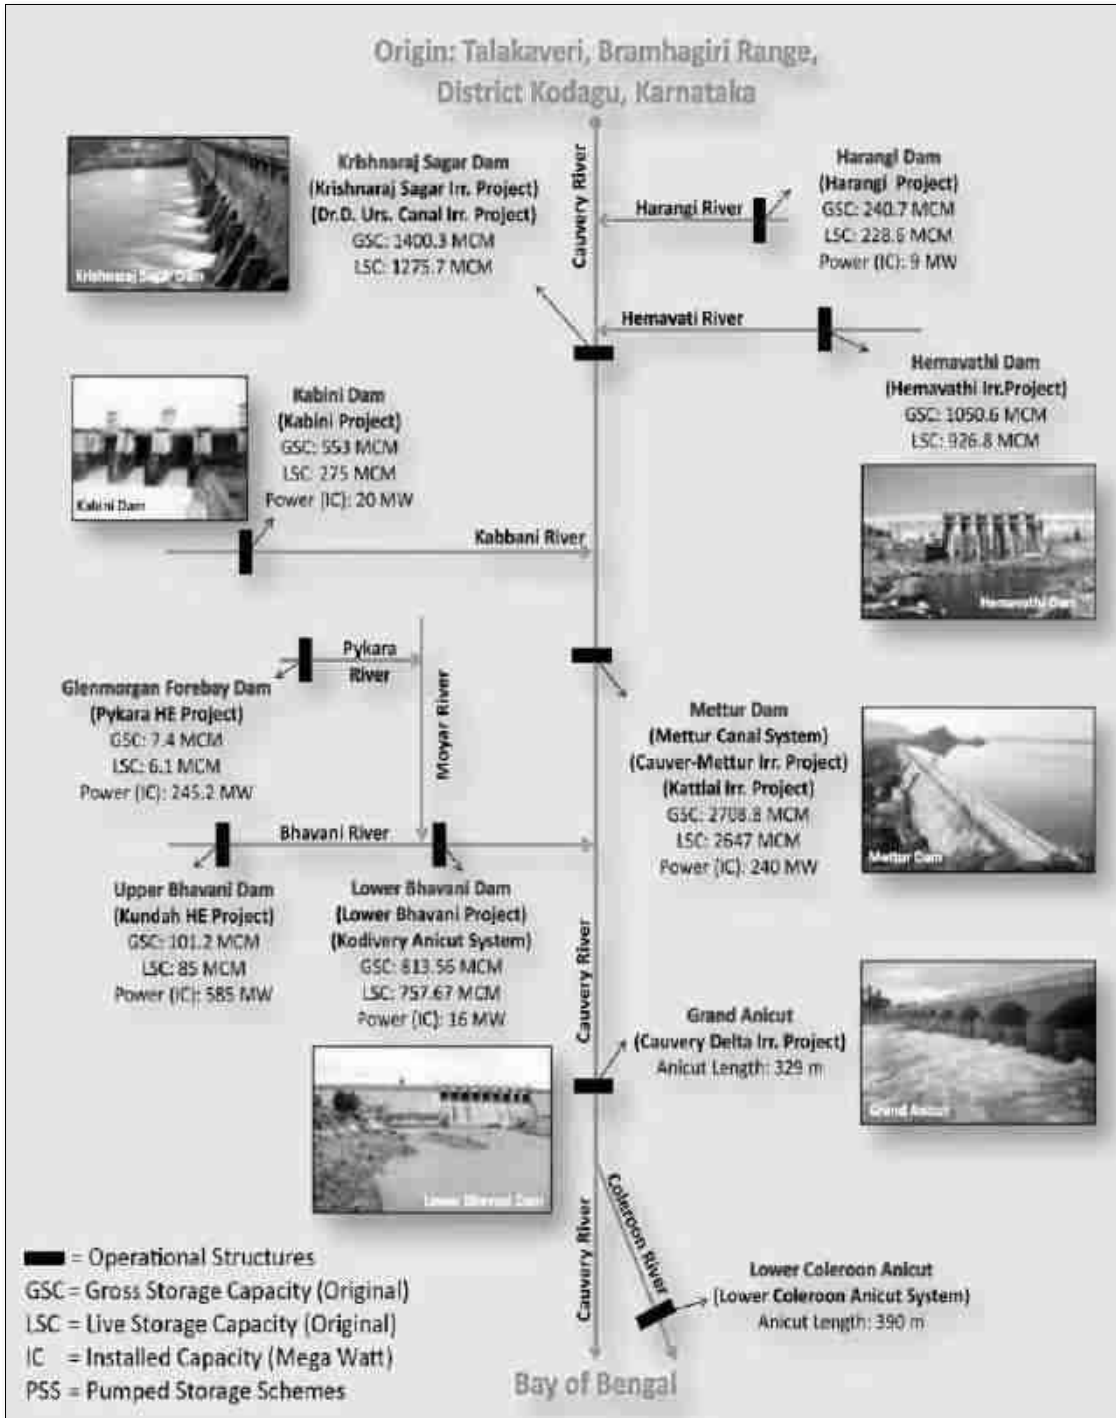 Origin: Talakaveri, Bramhagiri Range,
District Kodagu, Karnataka
Cauvery River
Krishnaraj Sagar Dam
(Krishnaraj Sagar Irr. Project)
(Dr.D. Urs. Canal Irr. Project)
GSC: 1400.3 MCM
LSC: 1275.7 MCM
Krishnaraj Sagar Dam
Harangi River
Harangi Dam
(Harangi Project)
GSC: 240.7 MCM
LSC: 228.6 MCM
Power (IC): 9 MW
Hemavati River
Hemavathi Dam
(Hemavathi Irr.Project)
GSC: 1050.6 MCM
LSC: 926.8 MCM
Hemavathi Dam
Kabini Dam
(Kabini Project)
GSC: 553 MCM
LSC: 275 MCM
Power (IC): 20 MW
Kabini Dam
Kabbani River
Pykara
River
Glenmorgan Forebay Dam
(Pykara HE Project)
GSC: 7.4 MCM
LSC: 6.1 MCM
Power (IC): 245.2 MW
Moyar River
Mettur Dam
(Mettur Canal System)
(Cauver-Mettur Irr. Project)
(Kattlai Irr. Project)
GSC: 2708.8 MCM
LSC: 2647 MCM
Power (IC): 240 MW
Mettur Dam
Bhavani River
Upper Bhavani Dam
(Kundah HE Project)
GSC: 101.2 MCM
LSC: 85 MCM
Power (IC): 585 MW
Lower Bhavani Dam
(Lower Bhavani Project)
(Kodivery Anicut System)
GSC: 813.56 MCM
LSC: 757.67 MCM
Power (IC): 16 MW
Lower Bhavani Dam
Cauvery River
Grand Anicut
(Cauvery Delta Irr. Project)
Anicut Length: 329 m
Grand Anicut
Cauvery River
Coleroon River
Lower Coleroon Anicut
(Lower Coleroon Anicut System)
Anicut Length: 390 m
Bay of Bengal
= Operational Structures
GSC = Gross Storage Capacity (Original)
LSC = Live Storage Capacity (Original)
IC = Installed Capacity (Mega Watt)
PSS = Pumped Storage Schemes